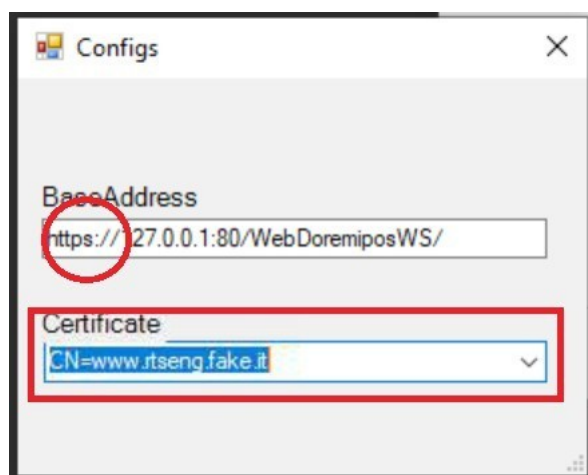 Configs
BaseAddress
https://127.0.0.1:80/WebDoremiposWS/
Certificate
CN=www.rtseng.fake.it